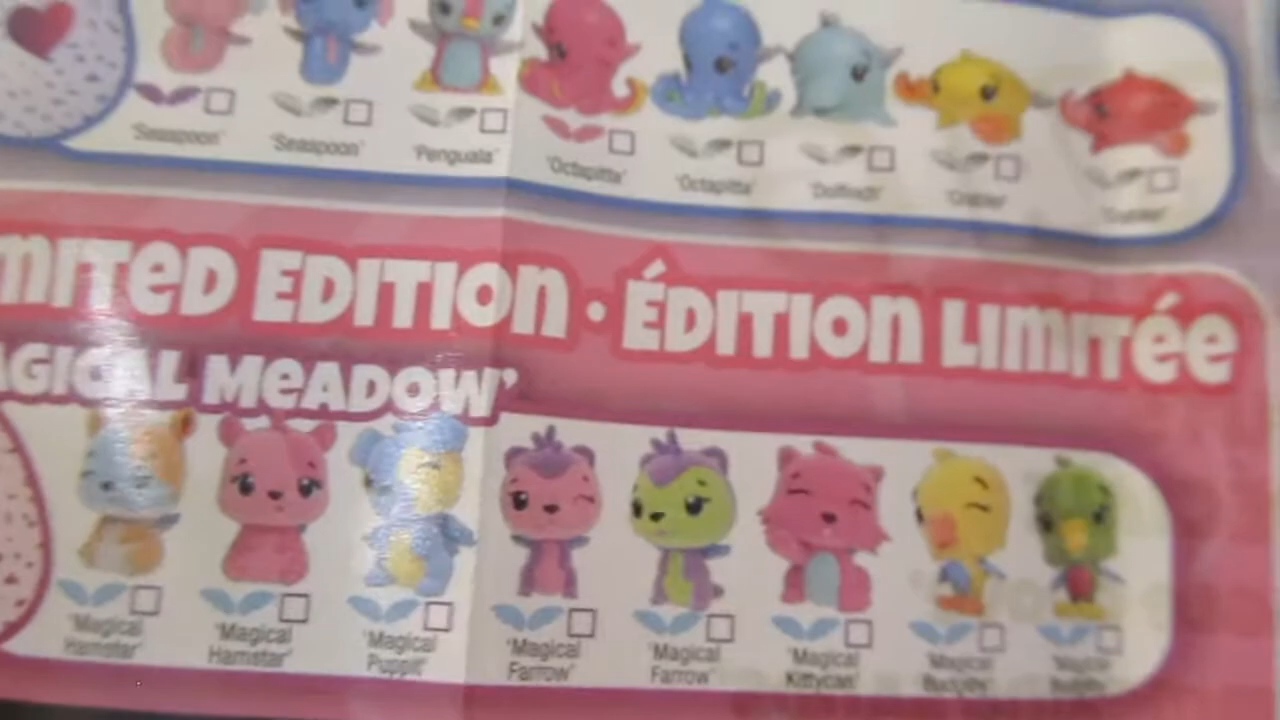 'Seaspoon' 'Seaspoon' 'Penguala' 'Octapitta' 'Octapitta'
MITED EDITION · ÉDITION LIMITÉE
AGICAL MEADOW'
'Magical Hamster' 'Magical Hamster' 'Magical Puppit' 'Magical Farrow' 'Magical Farrow' 'Magical Kittycan' 'Magical